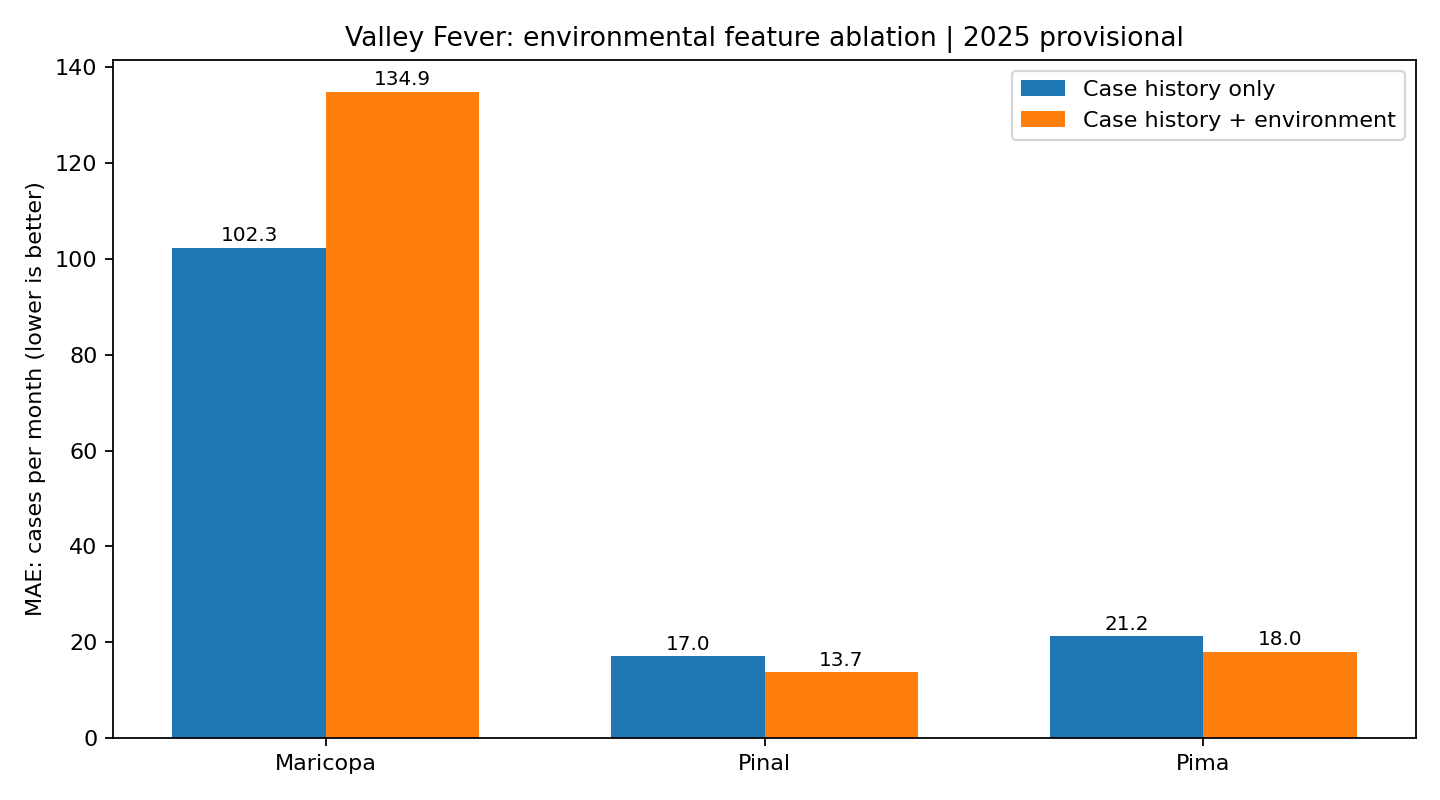 Valley Fever: environmental feature ablation | 2025 provisional
MAE: cases per month (lower is better)
140
120
100
80
60
40
20
0
Case history only
Case history + environment
102.3
134.9
17.0
13.7
21.2
18.0
Maricopa
Pinal
Pima